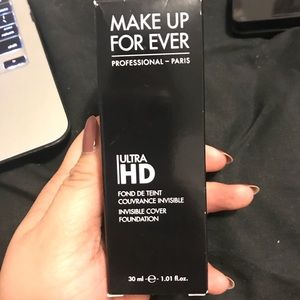 MAKE UP
FOR EVER
PROFESSIONAL – PARIS
ULTRA
HD
FOND DE TEINT
COUVRANCE INVISIBLE
INVISIBLE COVER
FOUNDATION
30 ml -e- 1.01 fl.oz.